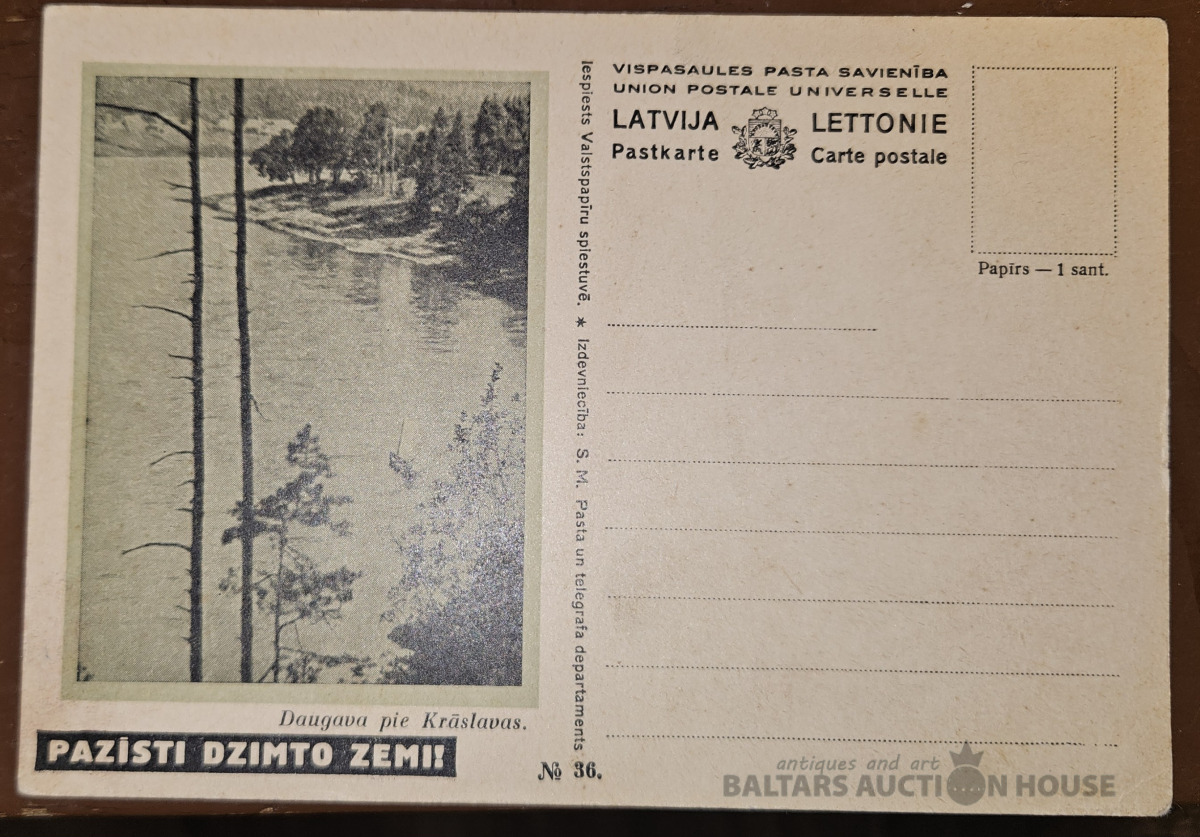 Daugava pie Krāslavas.
PAZĪSTI DZIMTO ZEMI!
Iespiests Valstspapīru spiestuvē. * Izdevniecība: S. M. Pasta un telegrafa departaments
№ 36.
VISPASAULES PASTA SAVIENĪBA
UNION POSTALE UNIVERSELLE
LATVIJA LETTONIE
Pastkarte Carte postale
Papīrs — 1 sant.
antiques and art
BALTARS AUCTION HOUSE